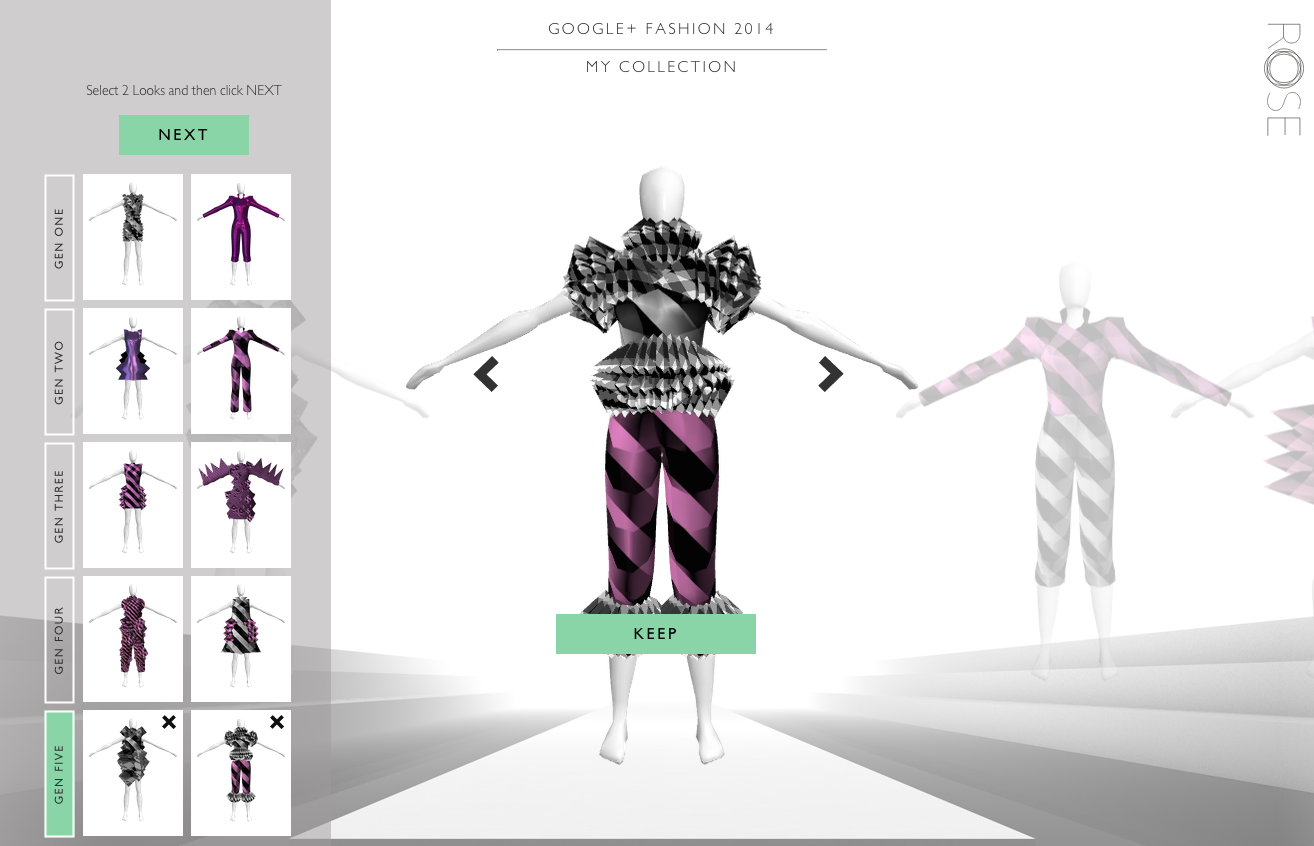 GOOGLE+ FASHION 2014
MY COLLECTION
ROSE
Select 2 Looks and then click NEXT
NEXT
GEN ONE
GEN TWO
GEN THREE
GEN FOUR
GEN FIVE
KEEP